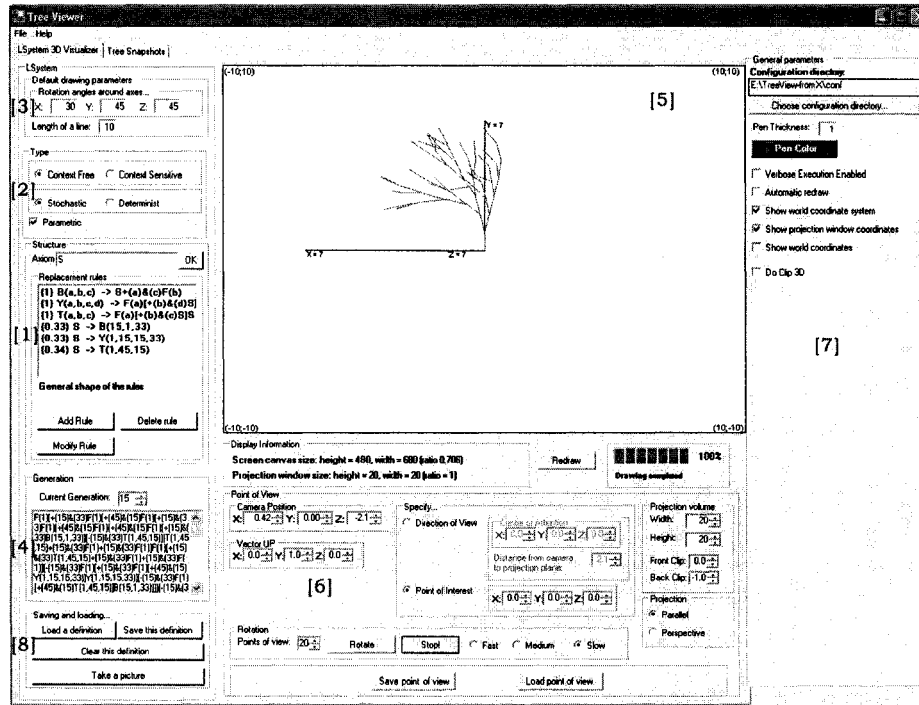 Tree Viewer
File Help
LSystem 3D Visualizer Tree Snapshots
LSystem
Default drawing parameters
Rotation angles around axes...
[3] X: 30 Y: 45 Z: 45
Length of a line: 10
Type
[2] Context Free Context Sensitive
Stochastic Determinist
Parametric
Structure
Axiom S OK
Replacement rules
(1) B(a,b,c) -> S+(a)&(c)F(b)
(1) Y(a,b,c,d) -> F(a)[+(b)&(d)S]
(1) T(a,b,c) -> F(a)[+(b)&(c)S]S
[1] (0.33) S -> B(15,1,33)
(0.33) S -> Y(1,15,15,33)
(0.34) S -> T(1,45,15)
General shape of the rules
Add Rule Delete rule
Modify Rule
Generation
Current Generation: 15
[4]
Saving and loading...
[8] Load a definition Save this definition
Clear this definition
Take a picture
(-10;10) (10;10)
[5]
Y = 7
X = 7 Z = 7
(-10;-10) (10;-10)
Display Information
Screen canvas size: height = 480, width = 680 (ratio 0,706)
Projection window size: height = 20, width = 20 (ratio = 1)
Redraw 100%
Drawing completed
Point of View
Camera Position
X: 0.42 Y: 0.00 Z: -2.1
Vector UP
X: 0.0 Y: 1.0 Z: 0.0
[6]
Specify...
Direction of View
Center of Attention
X: 0.0 Y: 0.0 Z: 0.0
Distance from camera to projection plane: 2.1
Point of Interest
X: 0.0 Y: 0.0 Z: 0.0
Projection volume
Width: 20
Height: 20
Front Clip: 0.0
Back Clip: -1.0
Projection
Parallel
Perspective
Rotation
Points of view: 20 Rotate Stop! Fast Medium Slow
Save point of view Load point of view
General parameters
Configuration directory:
E:\TreeView-fromX\conf
Choose configuration directory...
Pen Thickness: 1
Pen Color
Verbose Execution Enabled
Automatic redraw
Show world coordinate system
Show projection window coordinates
Show world coordinates
Do Clip 3D
[7]